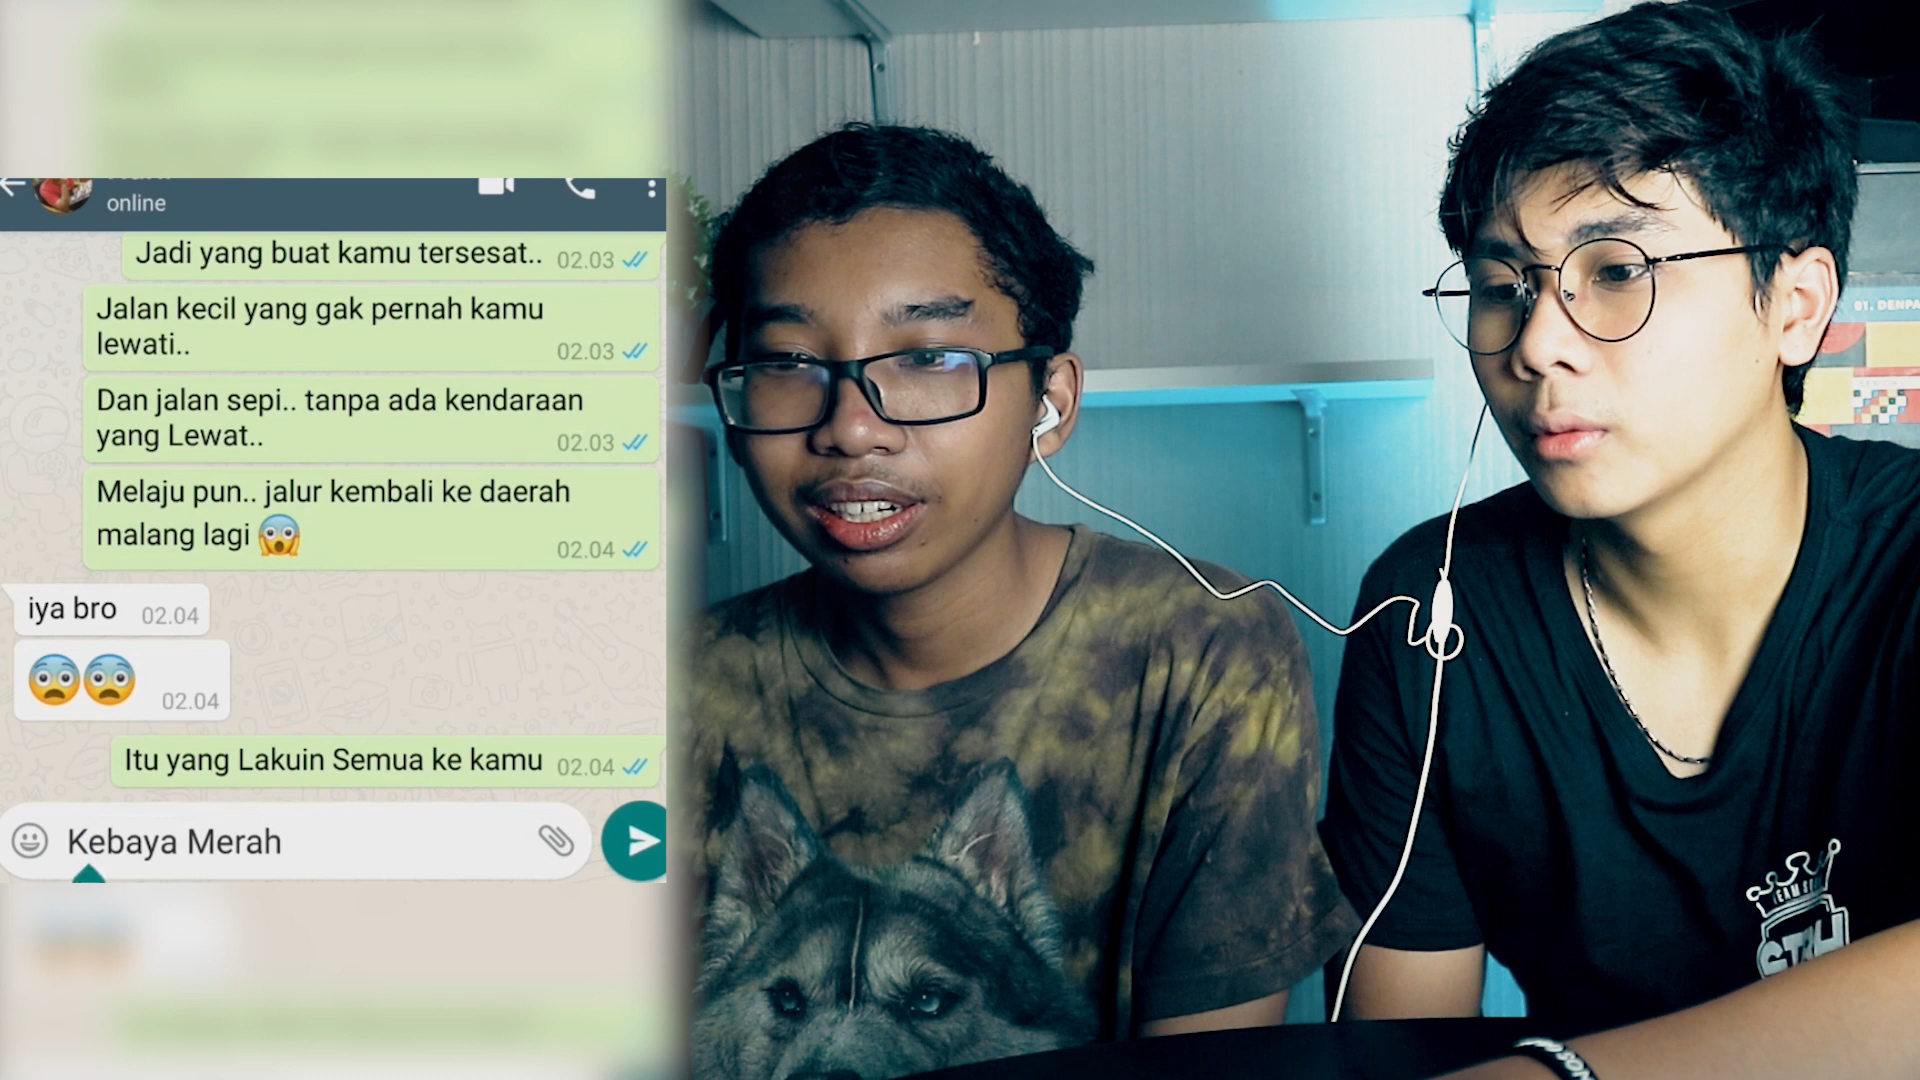 online
Jadi yang buat kamu tersesat.. 02.03
Jalan kecil yang gak pernah kamu
lewati.. 02.03
Dan jalan sepi.. tanpa ada kendaraan
yang Lewat.. 02.03
Melaju pun.. jalur kembali ke daerah
malang lagi 😱 02.04
iya bro 02.04
😨😨 02.04
Itu yang Lakuin Semua ke kamu 02.04
Kebaya Merah
01. DENPA